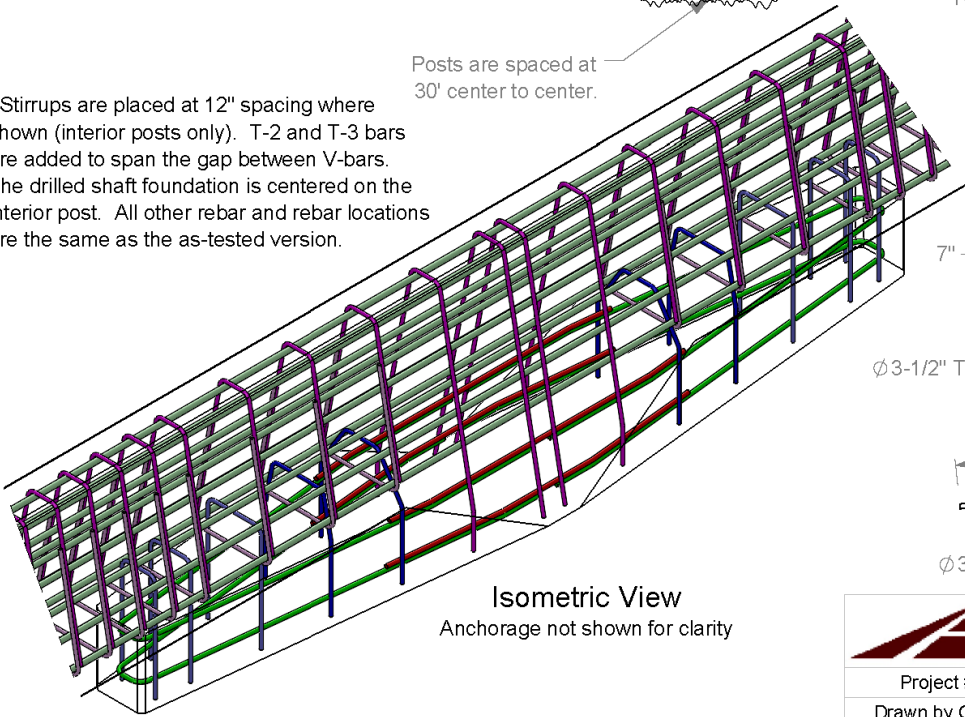 Posts are spaced at
30' center to center.
Stirrups are placed at 12" spacing where
hown (interior posts only). T-2 and T-3 bars
re added to span the gap between V-bars.
he drilled shaft foundation is centered on the
nterior post. All other rebar and rebar locations
re the same as the as-tested version.
7" -
Ø3-1/2" T
Ø3
Isometric View
Anchorage not shown for clarity
Project
Drawn by